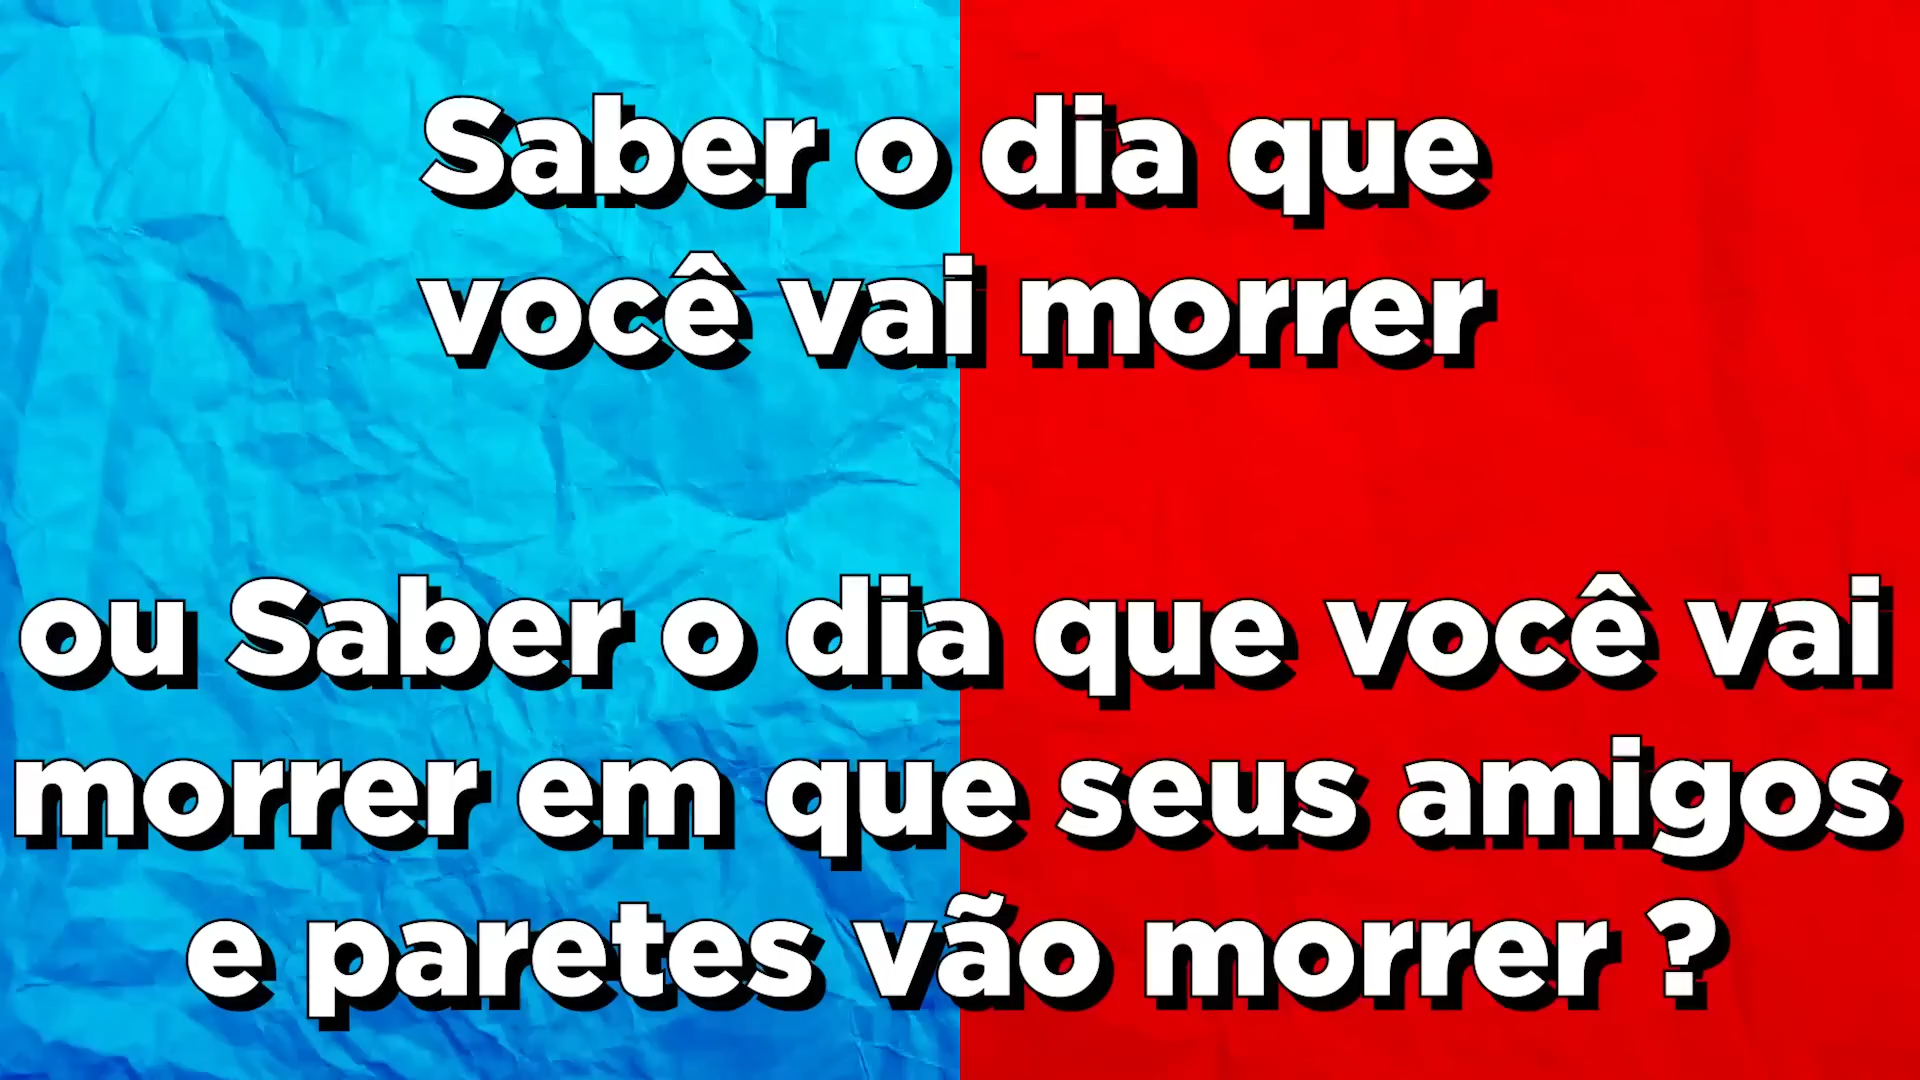 Saber o dia que
você vai morrer
ou Saber o dia que você vai
morrer em que seus amigos
e paretes vão morrer ?